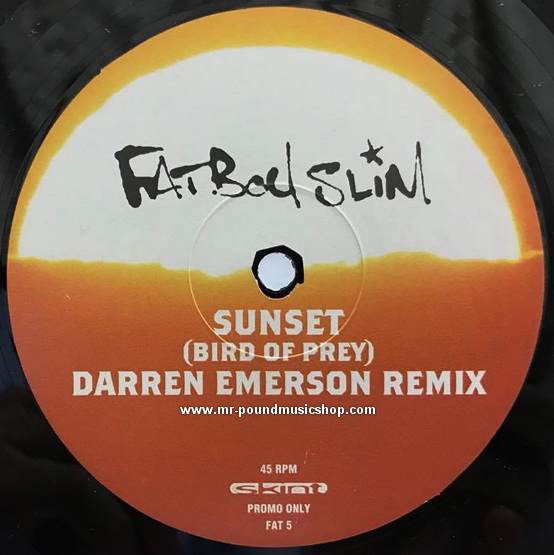 FATBOY SLIM
SUNSET
(BIRD OF PREY)
DARREN EMERSON REMIX
www.mr-poundmusicshop.com
45 RPM
skint
PROMO ONLY
FAT 5